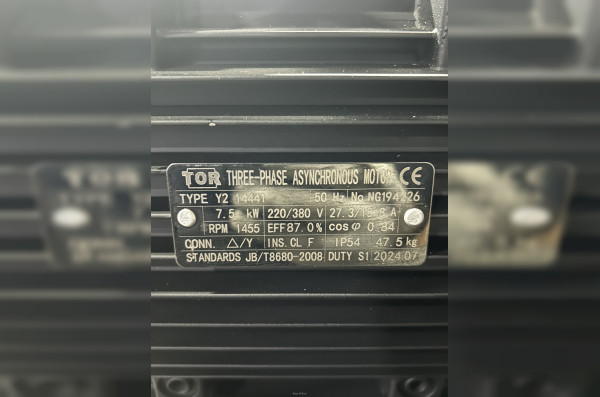 TOR THREE-PHASE ASYNCHRONOUS MOTOR CE
TYPE Y2 50 Hz No NG194226
7.5 kW 220/380 V A
RPM 1455 EFF 87.0% cosφ 0.84
CONN. △/Y INS.CL F IP54 47.5 kg
STANDARDS JB/T8680-2008 DUTY S1 2024.07